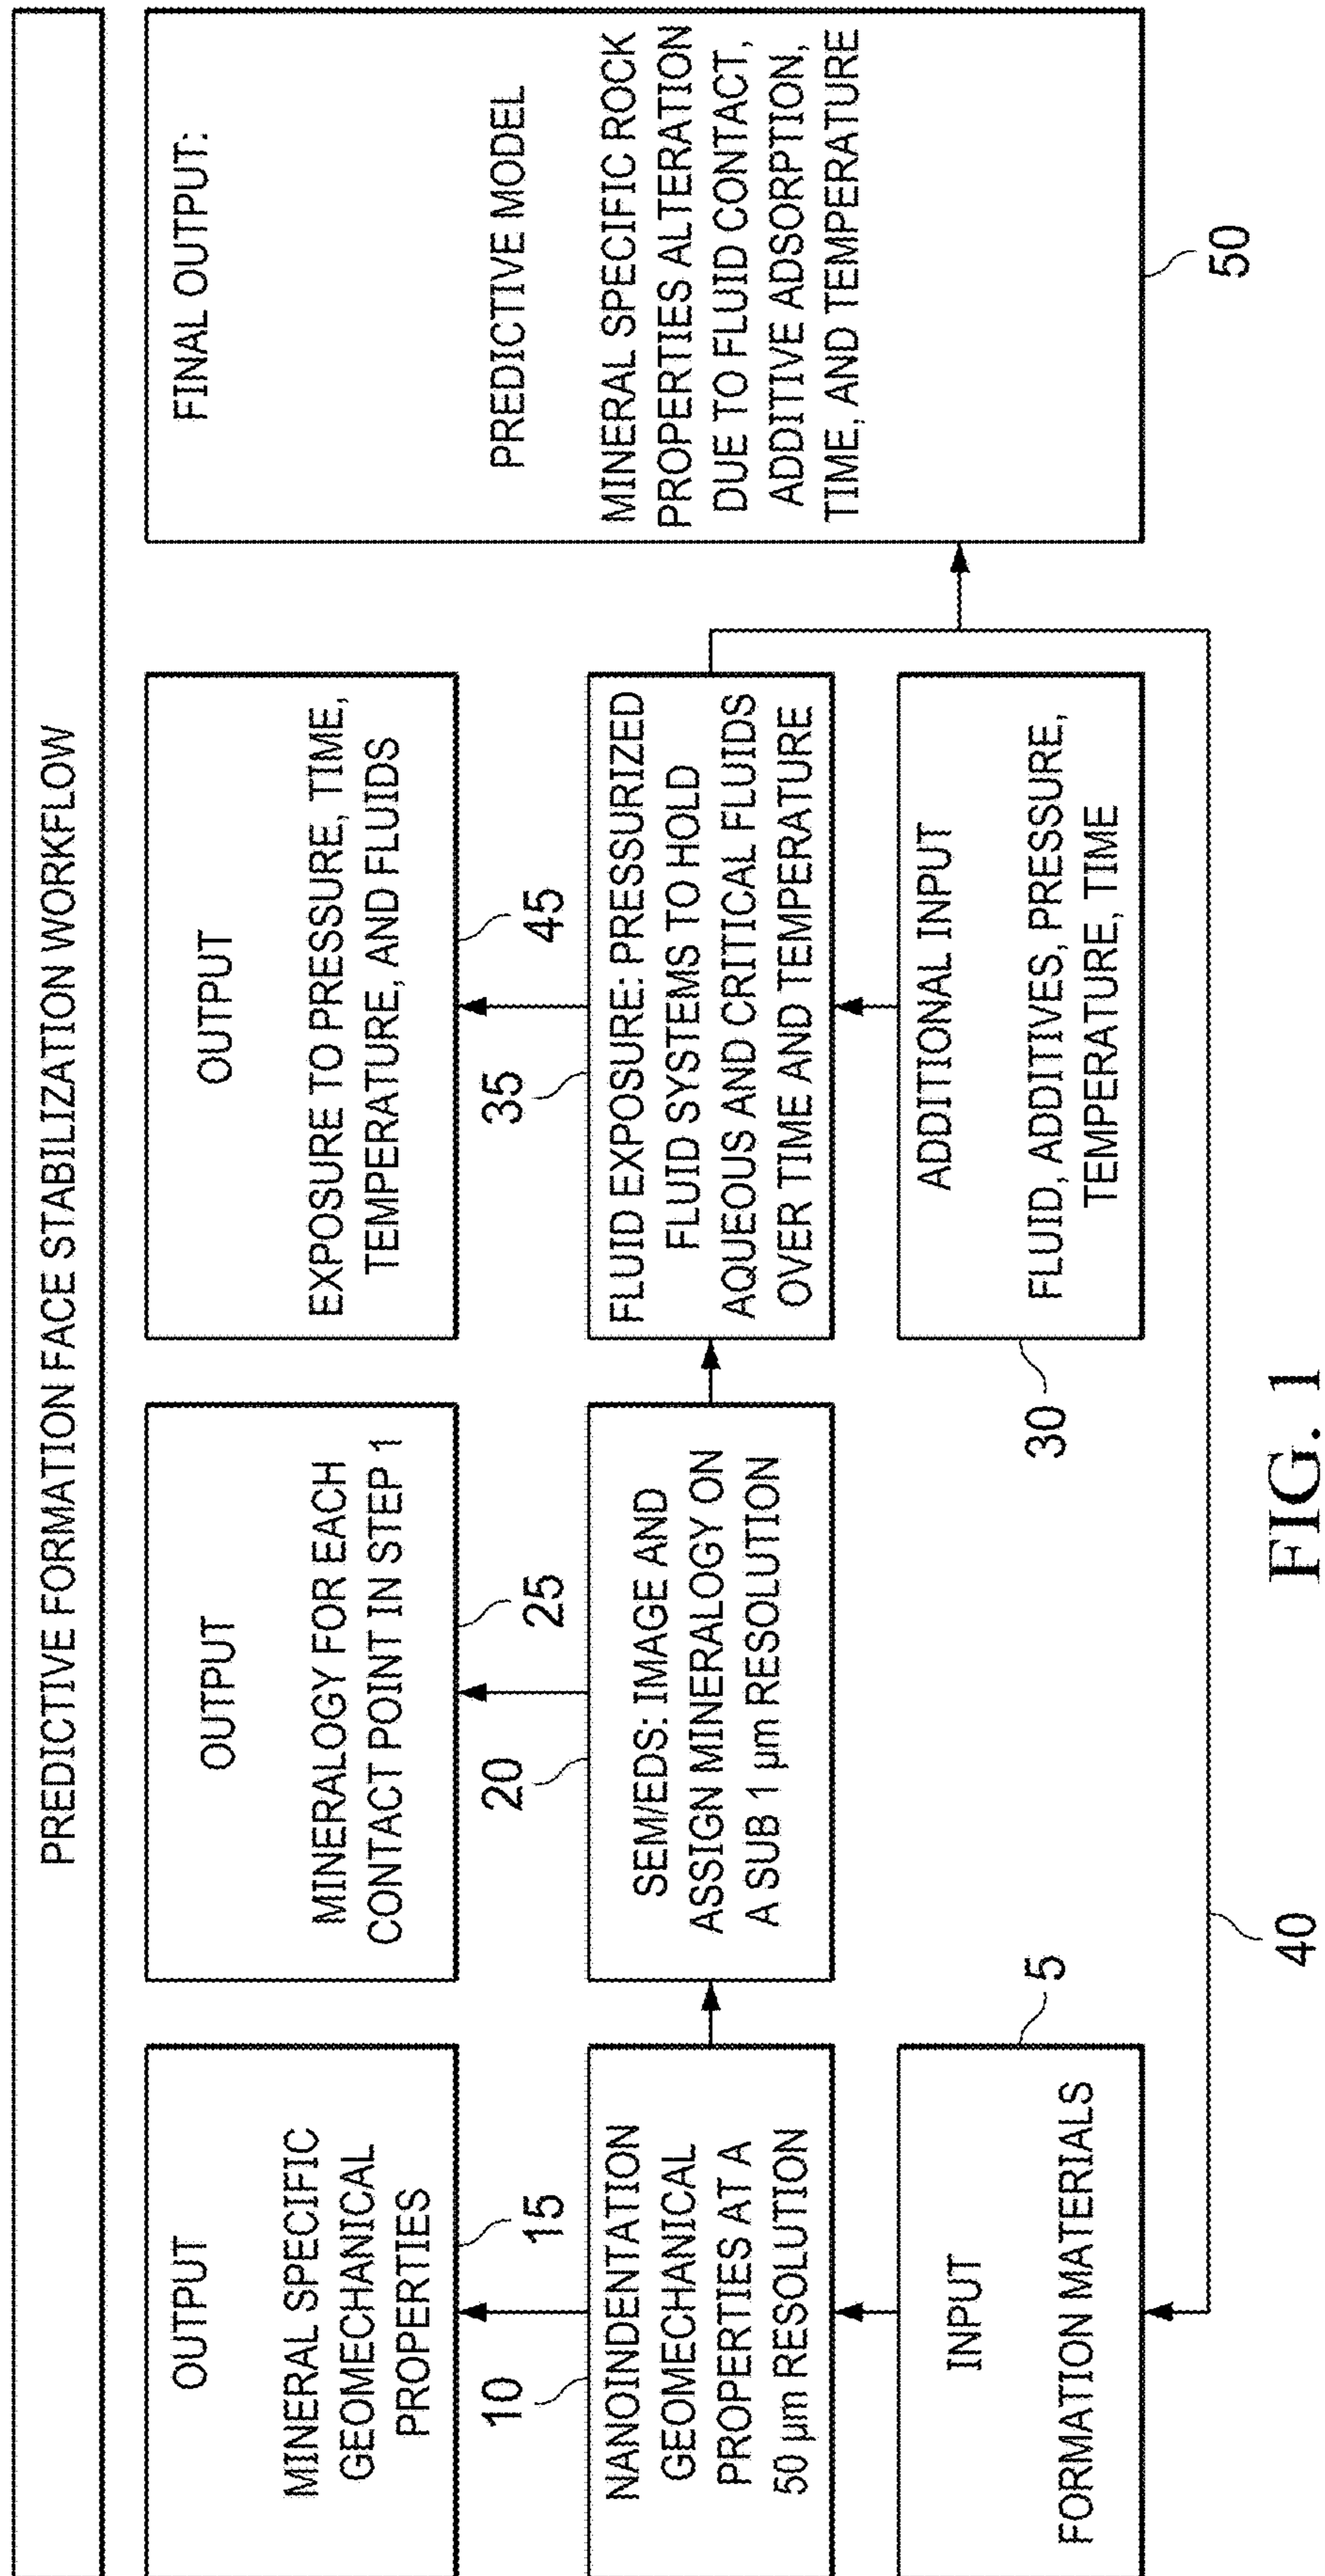 PREDICTIVE FORMATION FACE STABILIZATION WORKFLOW
OUTPUT
MINERAL SPECIFIC
GEOMECHANICAL
PROPERTIES
15
10
NANOINDENTATION
GEOMECHANICAL
PROPERTIES AT A
50 µm RESOLUTION
INPUT
FORMATION MATERIALS
5
OUTPUT
MINERALOGY FOR EACH
CONTACT POINT IN STEP 1
25
20
SEM/EDS: IMAGE AND
ASSIGN MINERALOGY ON
A SUB 1 µm RESOLUTION
OUTPUT
EXPOSURE TO PRESSURE, TIME,
TEMPERATURE, AND FLUIDS
45
35
FLUID EXPOSURE: PRESSURIZED
FLUID SYSTEMS TO HOLD
AQUEOUS AND CRITICAL FLUIDS
OVER TIME AND TEMPERATURE
ADDITIONAL INPUT
FLUID, ADDITIVES, PRESSURE,
TEMPERATURE, TIME
30
40
FINAL OUTPUT:
PREDICTIVE MODEL
MINERAL SPECIFIC ROCK
PROPERTIES ALTERATION
DUE TO FLUID CONTACT,
ADDITIVE ADSORPTION,
TIME, AND TEMPERATURE
50
FIG. 1